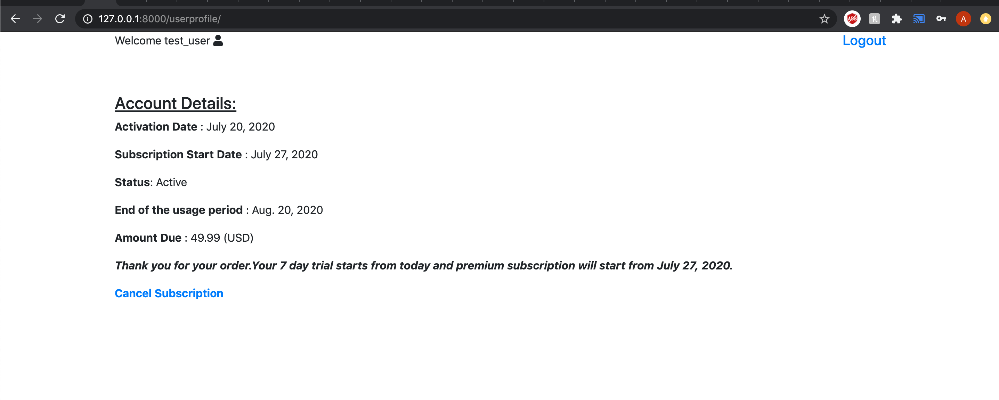 127.0.0.1:8000/userprofile/
ADB
A
Welcome test_user
Logout
Account Details:
Activation Date : July 20, 2020
Subscription Start Date : July 27, 2020
Status: Active
End of the usage period : Aug. 20, 2020
Amount Due : 49.99 (USD)
Thank you for your order.Your 7 day trial starts from today and premium subscription will start from July 27, 2020.
Cancel Subscription